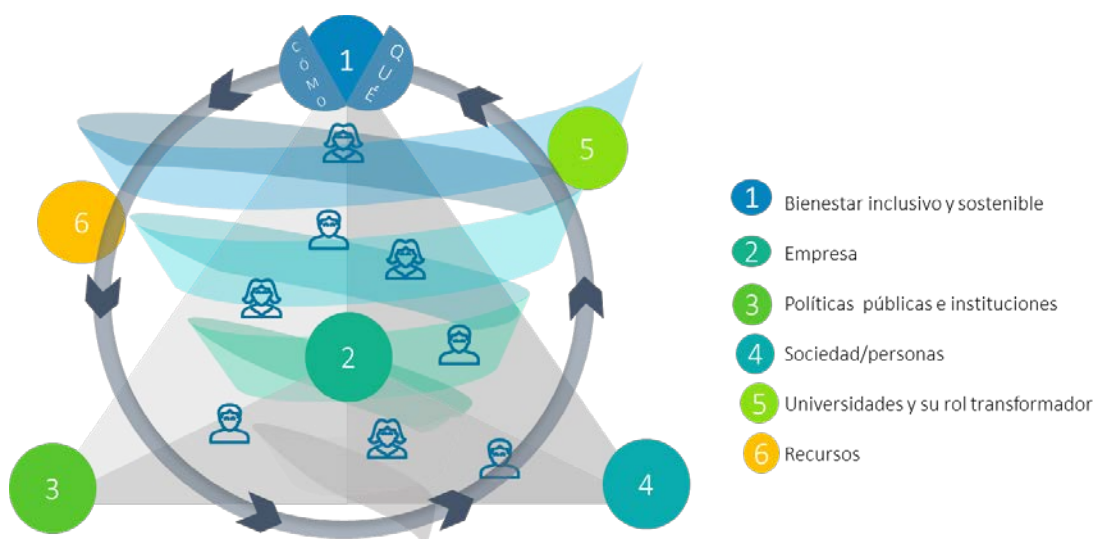 CÓMO
1
QUÉ
5
6
2
3
4
1 Bienestar inclusivo y sostenible
2 Empresa
3 Políticas públicas e instituciones
4 Sociedad/personas
5 Universidades y su rol transformador
6 Recursos